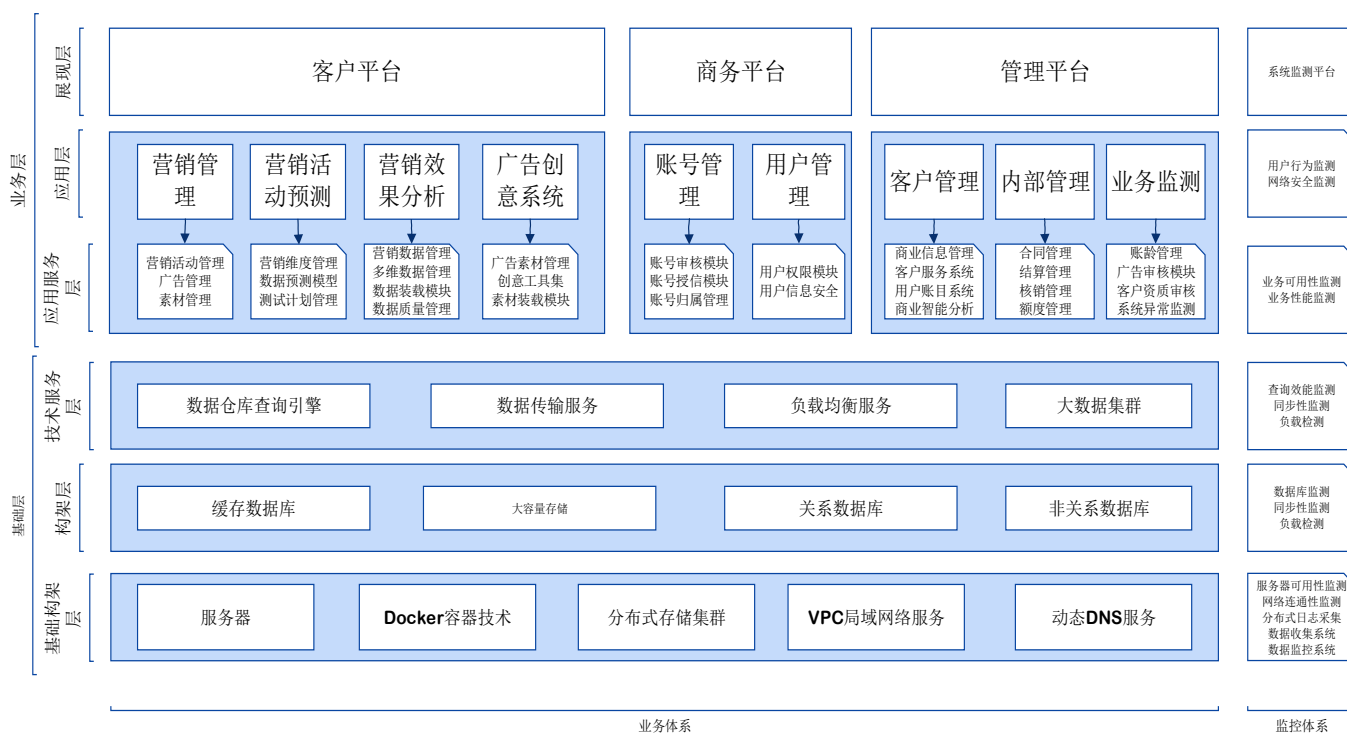 业务层
展现层
客户平台
商务平台
管理平台
系统监测平台
应用层
营销管
理
营销活
动预测
营销效
果分析
广告创
意系统
账号管
理
用户管
理
客户管理
内部管理
业务监测
用户行为监测
网络安全监测
应用服务
层
营销活动管理
广告管理
素材管理
营销维度管理
数据预测模型
测试计划管理
营销数据管理
多维数据管理
数据装载模块
数据质量管理
广告素材管理
创意工具集
素材装载模块
账号审核模块
账号授信模块
账号归属管理
用户权限模块
用户信息安全
商业信息管理
客户服务系统
用户账目系统
商业智能分析
合同管理
结算管理
核销管理
额度管理
账龄管理
广告审核模块
客户资质审核
系统异常监测
业务可用性监测
业务性能监测
基础层
技术服务
层
数据仓库查询引擎
数据传输服务
负载均衡服务
大数据集群
查询效能监测
同步性监测
负载检测
构架层
缓存数据库
大容量存储
关系数据库
非关系数据库
数据库监测
同步性监测
负载检测
基础构架
层
服务器
Docker容器技术
分布式存储集群
VPC局域网络服务
动态DNS服务
服务器可用性监测
网络连通性监测
分布式日志采集
数据收集系统
数据监控系统
业务体系
监控体系